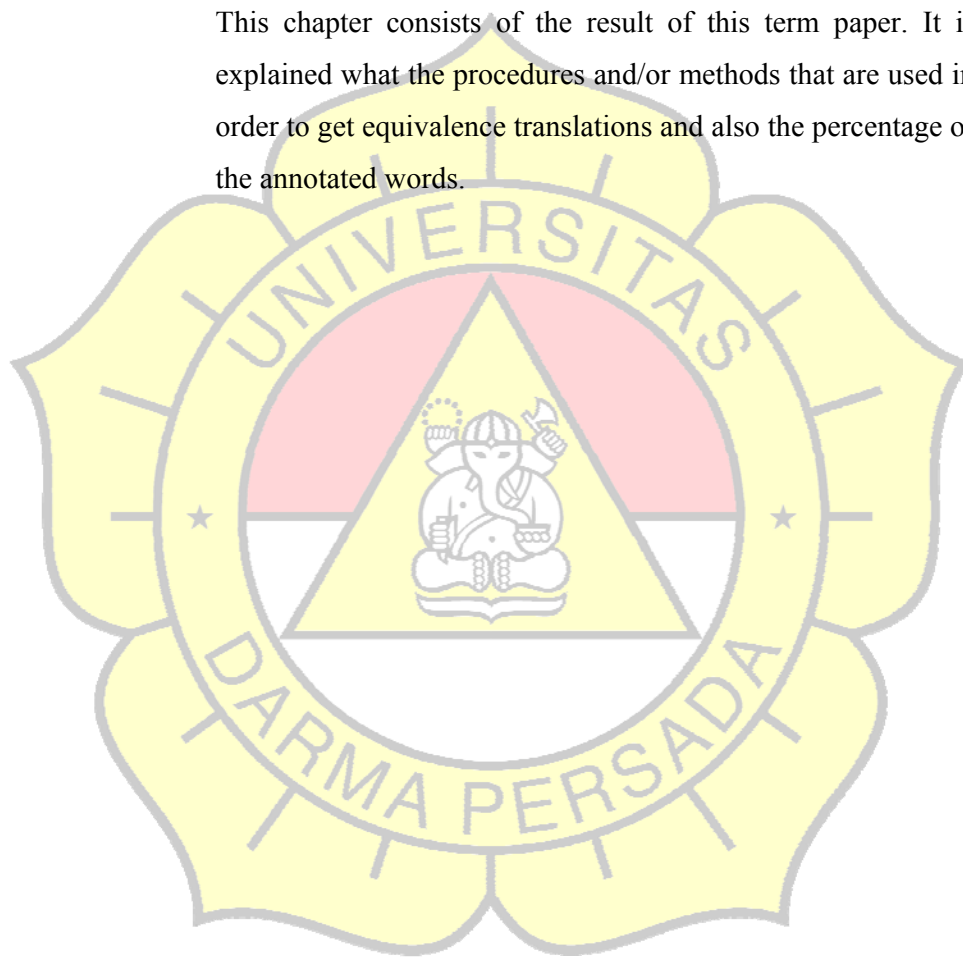 This chapter consists of the result of this term paper. It i
explained what the procedures and/or methods that are used in
order to get equivalence translations and also the percentage o
the annotated words.
UNIVERSITAS
DARMA PERSADA